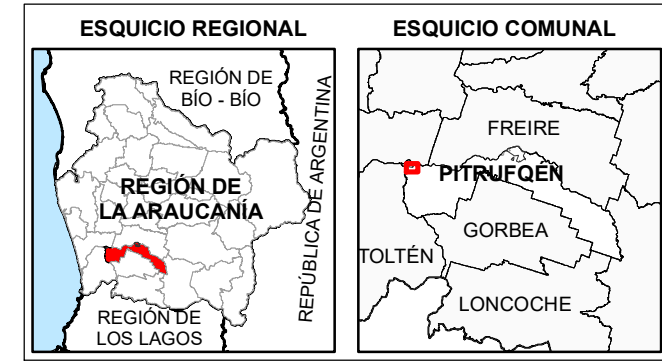 ESQUICIO REGIONAL
REGIÓN DE
BÍO - BÍO
REPÚBLICA DE ARGENTINA
REGIÓN DE
LA ARAUCANÍA
REGIÓN DE
LOS LAGOS
ESQUICIO COMUNAL
FREIRE
PITRUFQÉN
GORBEA
TOLTÉN
LONCOCHE